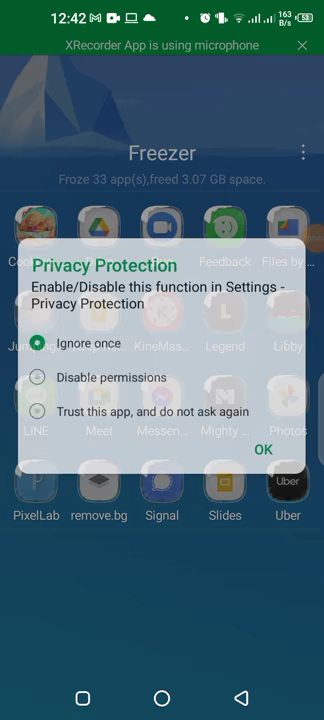 12:42
163 B/s
53
XRecorder App is using microphone
Freezer
Froze 33 app(s),freed 3.07 GB space.
Feedback
Files by ...
Privacy Protection
Enable/Disable this function in Settings -
Privacy Protection
Ignore once
Disable permissions
Trust this app, and do not ask again
OK
KineMas...
Legend
Libby
LINE
Meet
Messen...
Mighty ...
Photos
PixelLab
remove.bg
Signal
Slides
Uber
Uber